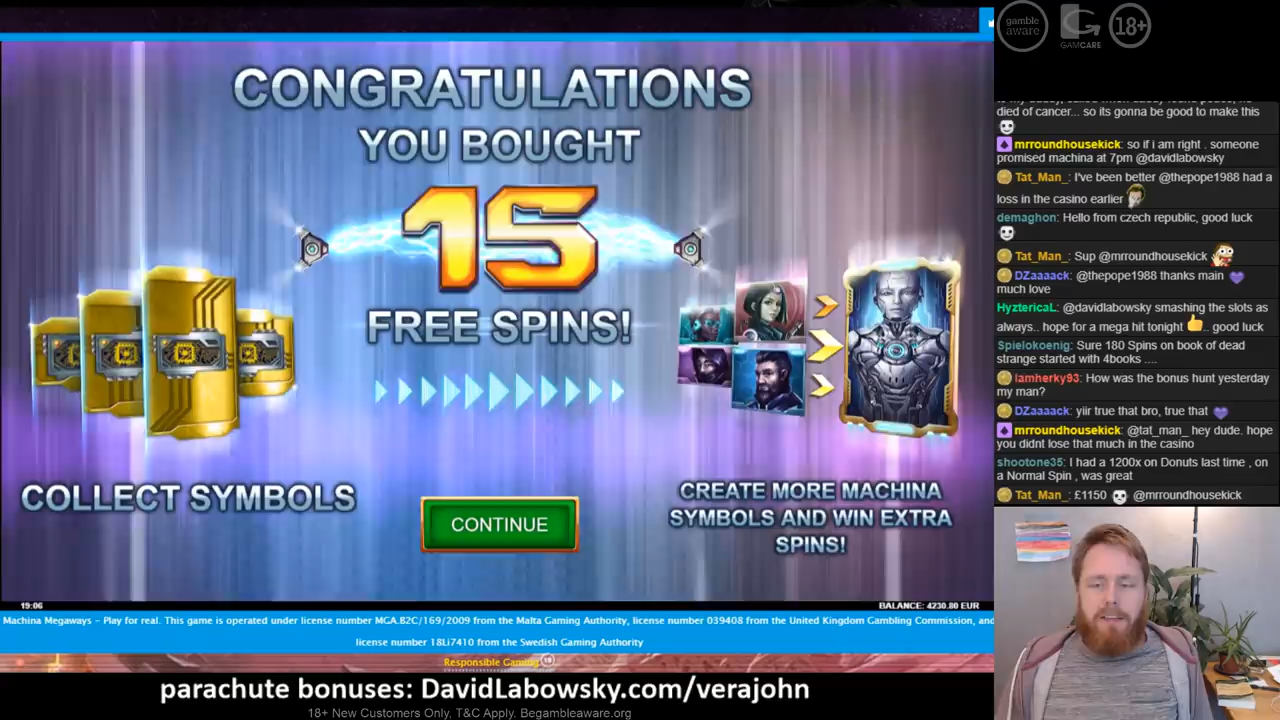 CONGRATULATIONS
YOU BOUGHT
15
FREE SPINS!
COLLECT SYMBOLS
CONTINUE
CREATE MORE MACHINA
SYMBOLS AND WIN EXTRA
SPINS!
19:06
BALANCE: 4230.80 EUR
Machina Megaways - Play for real. This game is operated under license number MGA.B2C/169/2009 from the Malta Gaming Authority, license number 039408 from the United Kingdom Gambling Commission, and
license number 18Li7410 from the Swedish Gaming Authority
Responsible Gaming
parachute bonuses: DavidLabowsky.com/verajohn
18+ New Customers Only, T&C Apply. Begambleaware.org
gamble
aware
GAMCARE
18+
died of cancer... so its gonna be good to make this
mrroundhousekick: so if i am right . someone
promised machina at 7pm @davidlabowsky
Tat_Man_: I've been better @thepope1988 had a
loss in the casino earlier
demaghon: Hello from czech republic, good luck
Tat_Man_: Sup @mrroundhousekick
DZaaaack: @thepope1988 thanks main
much love
HyztericaL: @davidlabowsky smashing the slots as
always.. hope for a mega hit tonight .. good luck
Spielokoenig: Sure 180 Spins on book of dead
strange started with 4books ....
Iamherky93: How was the bonus hunt yesterday
my man?
DZaaaack: yiir true that bro, true that
mrroundhousekick: @tat_man_ hey dude. hope
you didnt lose that much in the casino
shootone35: I had a 1200x on Donuts last time , on
a Normal Spin , was great
Tat_Man_: £1150 @mrroundhousekick